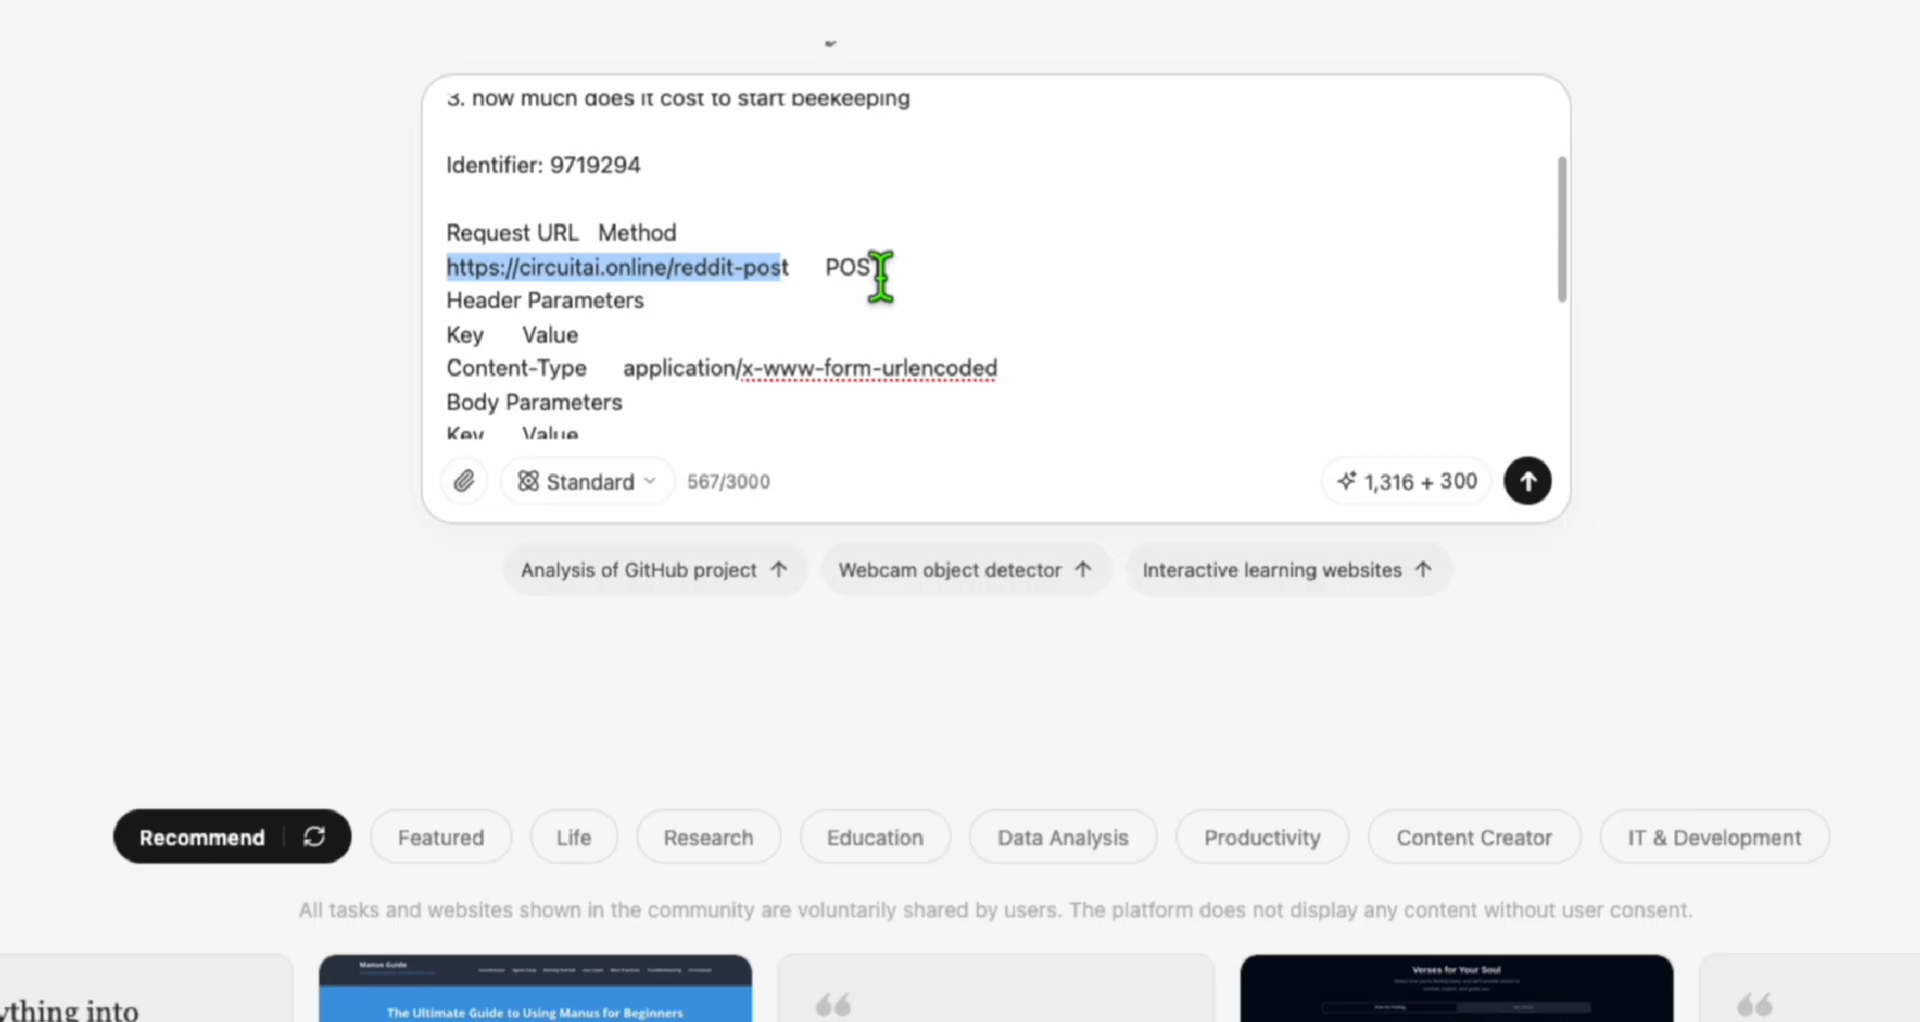 3. how much does it cost to start beekeeping
Identifier: 9719294
Request URL Method
https://circuitai.online/reddit-post POST
Header Parameters
Key Value
Content-Type application/x-www-form-urlencoded
Body Parameters
Key Value
Standard 567/3000 1,316 + 300
Analysis of GitHub project Webcam object detector Interactive learning websites
Recommend Featured Life Research Education Data Analysis Productivity Content Creator IT & Development
All tasks and websites shown in the community are voluntarily shared by users. The platform does not display any content without user consent.
Manus Guide
Verses for Your Soul
ything into
The Ultimate Guide to Using Manus for Beginners